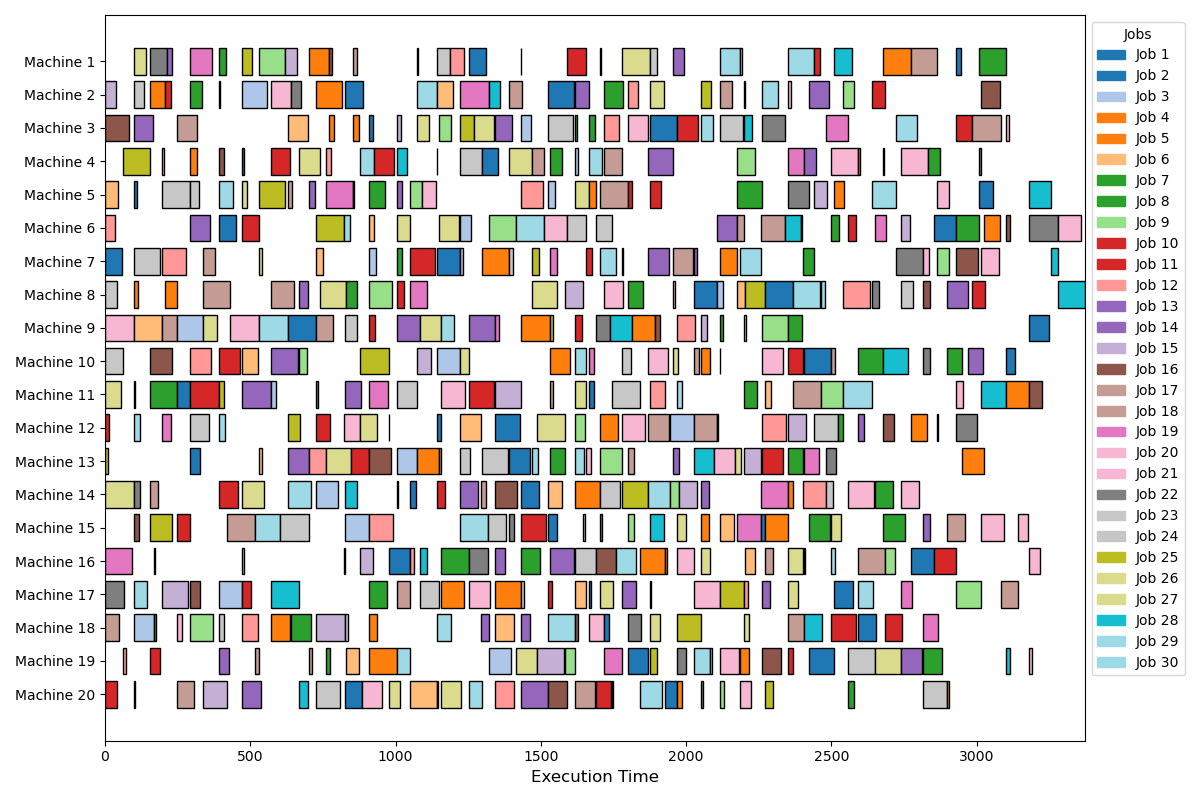 Machine 1
Machine 2
Machine 3
Machine 4
Machine 5
Machine 6
Machine 7
Machine 8
Machine 9
Machine 10
Machine 11
Machine 12
Machine 13
Machine 14
Machine 15
Machine 16
Machine 17
Machine 18
Machine 19
Machine 20
0 500 1000 1500 2000 2500 3000
Execution Time
Jobs
Job 1
Job 2
Job 3
Job 4
Job 5
Job 6
Job 7
Job 8
Job 9
Job 10
Job 11
Job 12
Job 13
Job 14
Job 15
Job 16
Job 17
Job 18
Job 19
Job 20
Job 21
Job 22
Job 23
Job 24
Job 25
Job 26
Job 27
Job 28
Job 29
Job 30